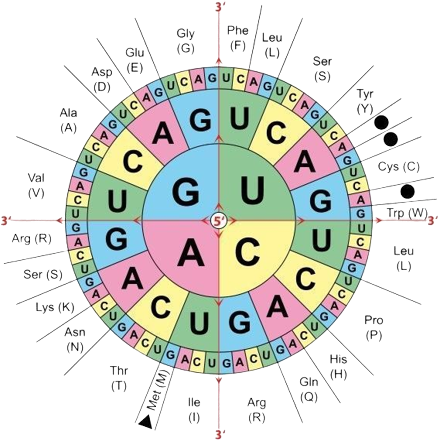 3'
Phe
(F)
Leu
(L)
Ser
(S)
Tyr
(Y)
Cys (C)
Trp (W)
3'
Leu
(L)
Pro
(P)
His
(H)
Gln
(Q)
Arg
(R)
3'
Ile
(I)
Met (M)
Thr
(T)
Asn
(N)
Lys (K)
Ser (S)
Arg (R)
3'
Val
(V)
Ala
(A)
Asp
(D)
Glu
(E)
Gly
(G)
U C A G U C A G U C A G U C A G
U C A G U C A G U C A G U C A G
U C A G U C A G U C A G U C A G
U C A G U C A G U C A G U C A G
U C A G
U C A G
U C A G
U C A G
G U
A C
5'